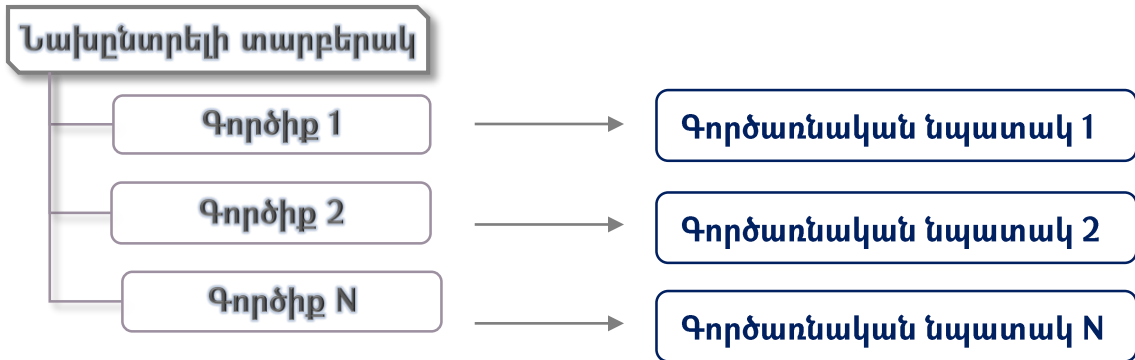 Նախընտրելի տարբերակ
Գործիք 1
Գործառնական նպատակ 1
Գործիք 2
Գործառնական նպատակ 2
Գործիք N
Գործառնական նպատակ N